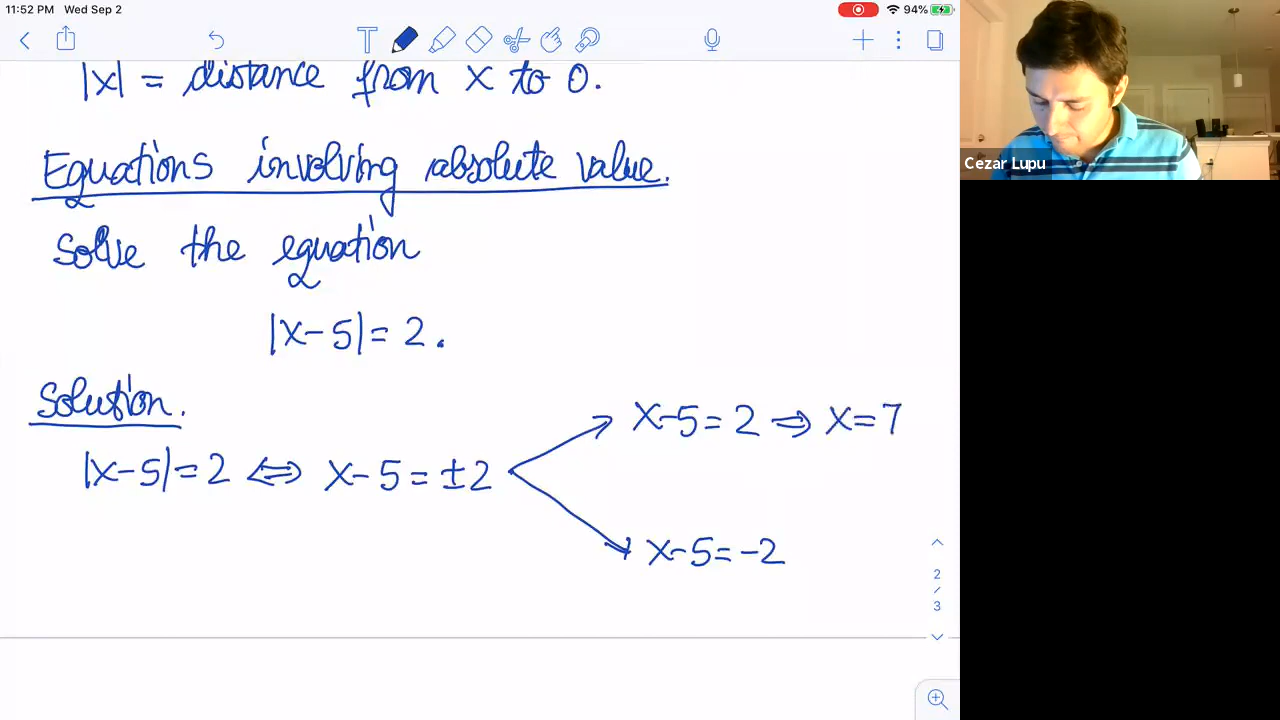 11:52 PM Wed Sep 2
94%
|x| = distance from x to 0.
Cezar Lupu
Equations involving absolute value.
Solve the equation
|x-5| = 2.
Solution.
x-5 = 2 ⇒ x = 7
|x-5| = 2 ⇔ x-5 = ±2
x-5 = -2
2
/
3